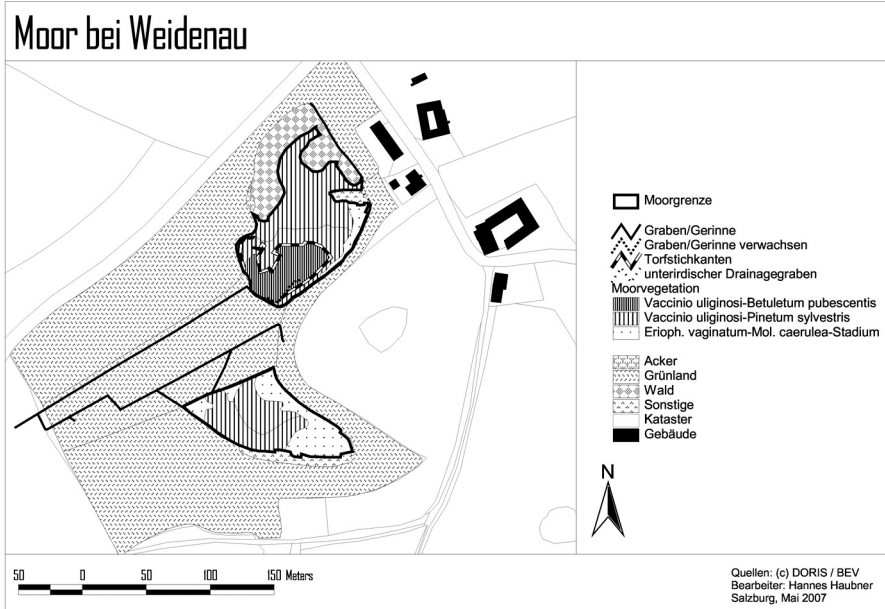 Moor bei Weidenau
Moorgrenze
Graben/Gerinne
Graben/Gerinne verwachsen
Torfstichkanten
unterirdischer Drainagegraben
Moorvegetation
Vaccinio uliginosi-Betuletum pubescentis
Vaccinio uliginosi-Pinetum sylvestris
Erioph. vaginatum-Mol. caerulea-Stadium
Acker
Grünland
Wald
Sonstige
Kataster
Gebäude
N
50 0 50 100 150 Meters
Quellen: (c) DORIS / BEV
Bearbeiter: Hannes Haubner
Salzburg, Mai 2007